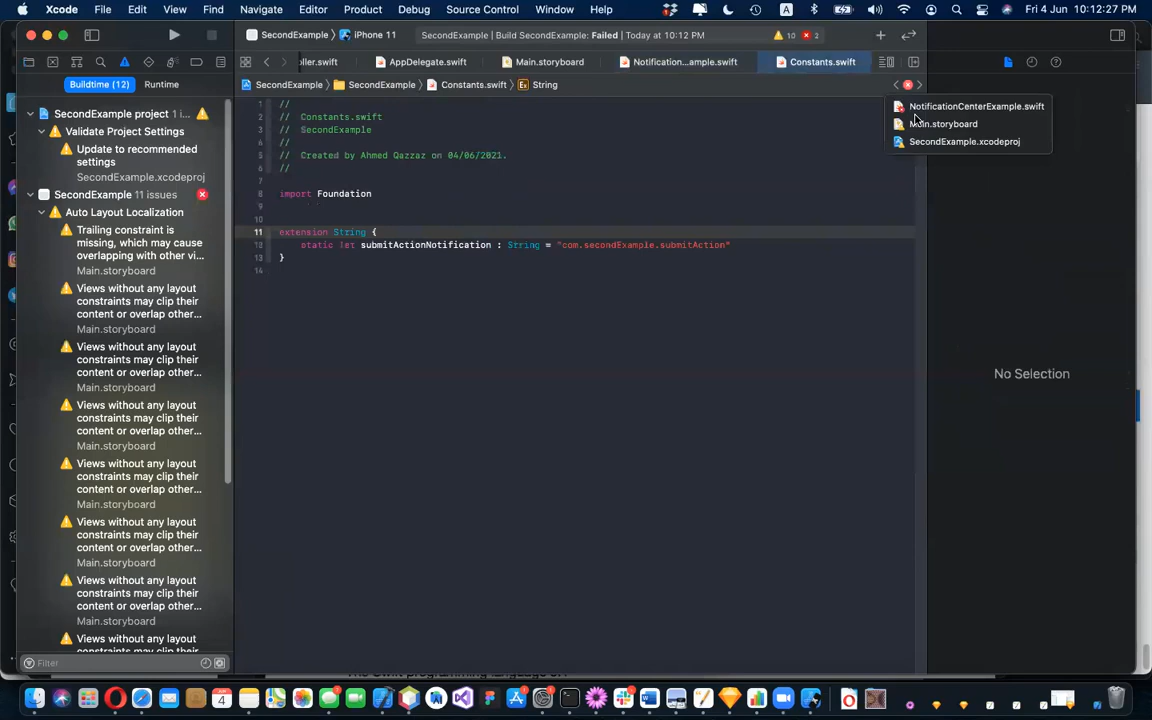 Xcode File Edit View Find Navigate Editor Product Debug Source Control Window Help A Fri 4 Jun 10:12:27 PM
SecondExample iPhone 11 SecondExample | Build SecondExample: Failed | Today at 10:12 PM 10 2
ller.swift AppDelegate.swift Main.storyboard Notification...ample.swift Constants.swift
Buildtime (12) Runtime
SecondExample SecondExample Constants.swift String
SecondExample project 1 i...
Validate Project Settings
Update to recommended
settings
SecondExample.xcodeproj
SecondExample 11 issues
Auto Layout Localization
Trailing constraint is
missing, which may cause
overlapping with other vi...
Main.storyboard
Views without any layout
constraints may clip their
content or overlap other...
Main.storyboard
Views without any layout
constraints may clip their
content or overlap other...
Main.storyboard
Views without any layout
constraints may clip their
content or overlap other...
Main.storyboard
Views without any layout
constraints may clip their
content or overlap other...
Main.storyboard
Views without any layout
constraints may clip their
content or overlap other...
Main.storyboard
Views without any layout
constraints may clip their
content or overlap other...
Main.storyboard
Views without any layout
Filter
1 //
2 // Constants.swift
3 // SecondExample
4 //
5 // Created by Ahmed Qazzaz on 04/06/2021.
6 //
7
8 import Foundation
9
10
11 extension String {
12 static let submitActionNotification : String = "com.secondExample.submitAction"
13 }
14
NotificationCenterExample.swift
Main.storyboard
SecondExample.xcodeproj
No Selection